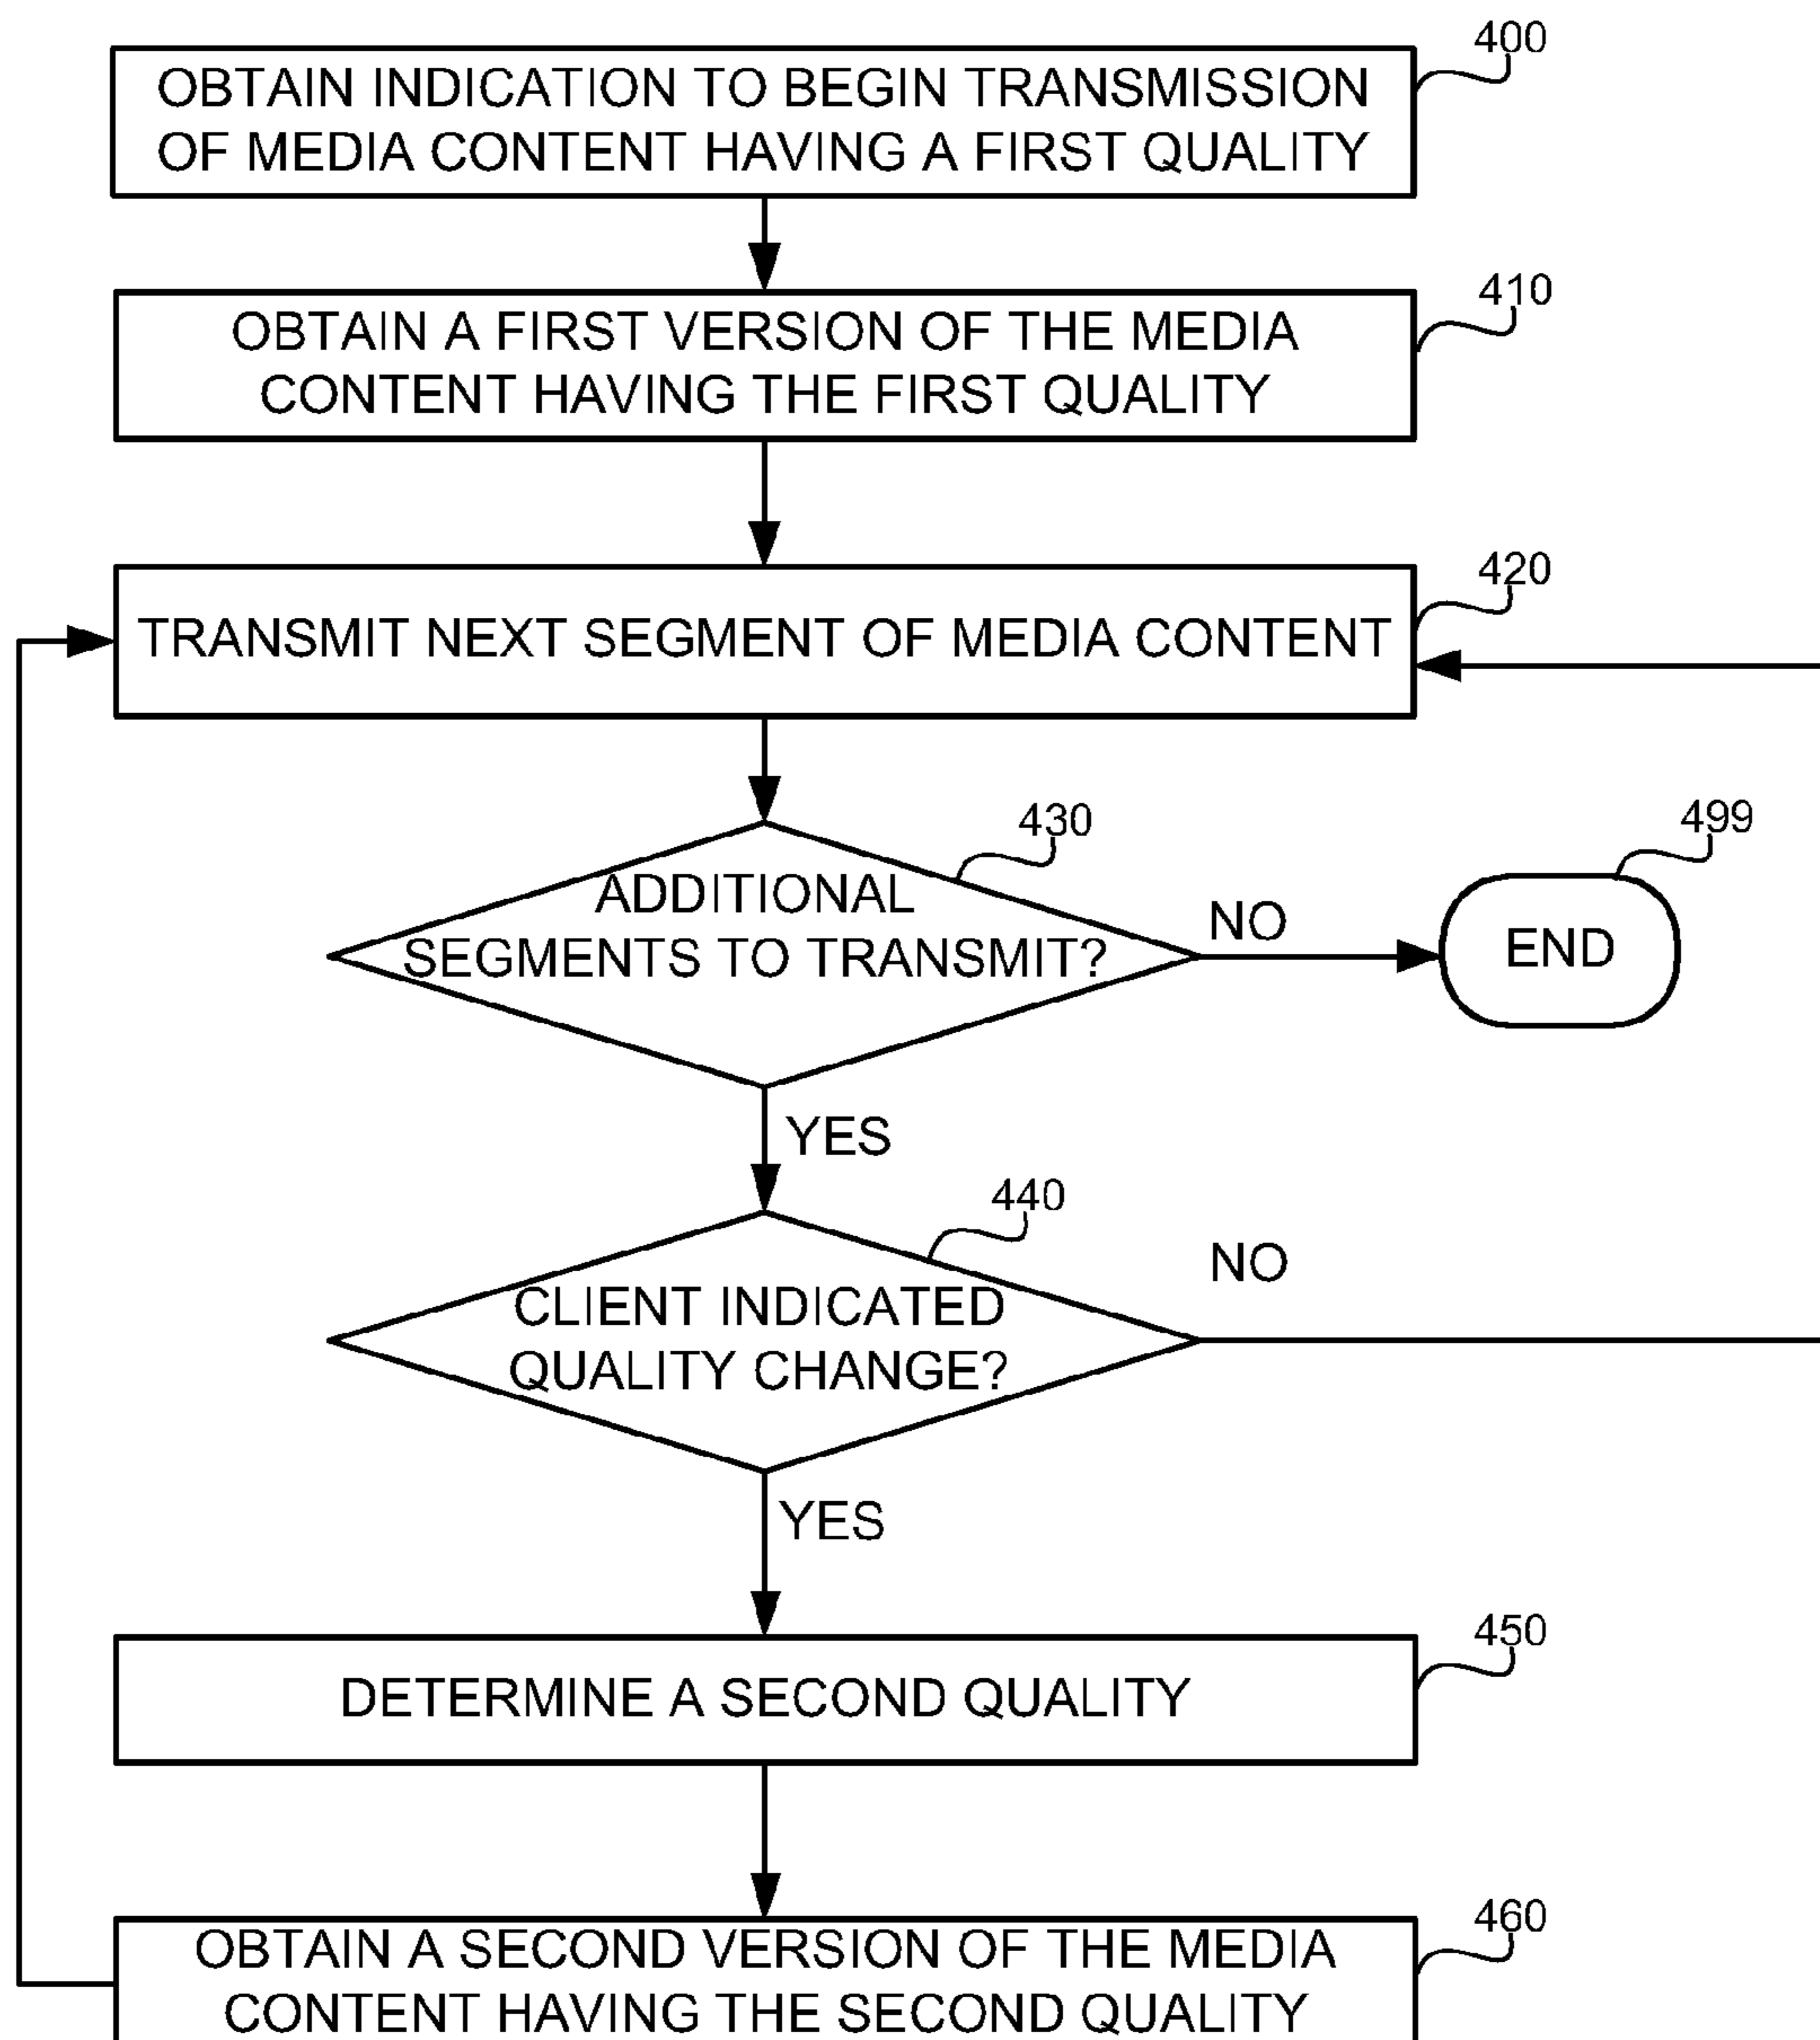 400
OBTAIN INDICATION TO BEGIN TRANSMISSION
OF MEDIA CONTENT HAVING A FIRST QUALITY
410
OBTAIN A FIRST VERSION OF THE MEDIA
CONTENT HAVING THE FIRST QUALITY
420
TRANSMIT NEXT SEGMENT OF MEDIA CONTENT
430
499
ADDITIONAL
SEGMENTS TO TRANSMIT?
NO
END
YES
440
NO
CLIENT INDICATED
QUALITY CHANGE?
YES
450
DETERMINE A SECOND QUALITY
460
OBTAIN A SECOND VERSION OF THE MEDIA
CONTENT HAVING THE SECOND QUALITY